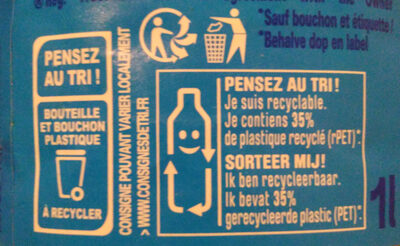 *Sauf bouchon et étiquette !
*Behalve dop en label
PENSEZ
AU TRI !
BOUTEILLE
ET BOUCHON
PLASTIQUE
À RECYCLER
CONSIGNE POUVANT VARIER LOCALEMENT
> WWW.CONSIGNESDETRI.FR
PENSEZ AU TRI !
Je suis recyclable.
Je contiens 35%
de plastique recyclé (rPET)*.
SORTEER MIJ!
Ik ben recycleerbaar.
Ik bevat 35%
gerecycleerde plastic (PET)*.